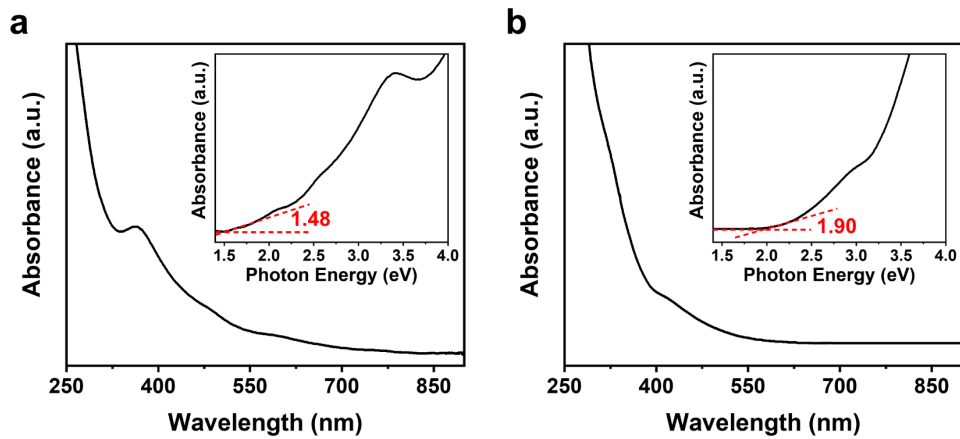 a
Absorbance (a.u.)
Wavelength (nm)
250 400 550 700 850
Absorbance (a.u.)
Photon Energy (eV)
1.5 2.0 2.5 3.0 3.5 4.0
1.48
b
Absorbance (a.u.)
Wavelength (nm)
250 400 550 700 850
Absorbance (a.u.)
Photon Energy (eV)
1.5 2.0 2.5 3.0 3.5 4.0
1.90